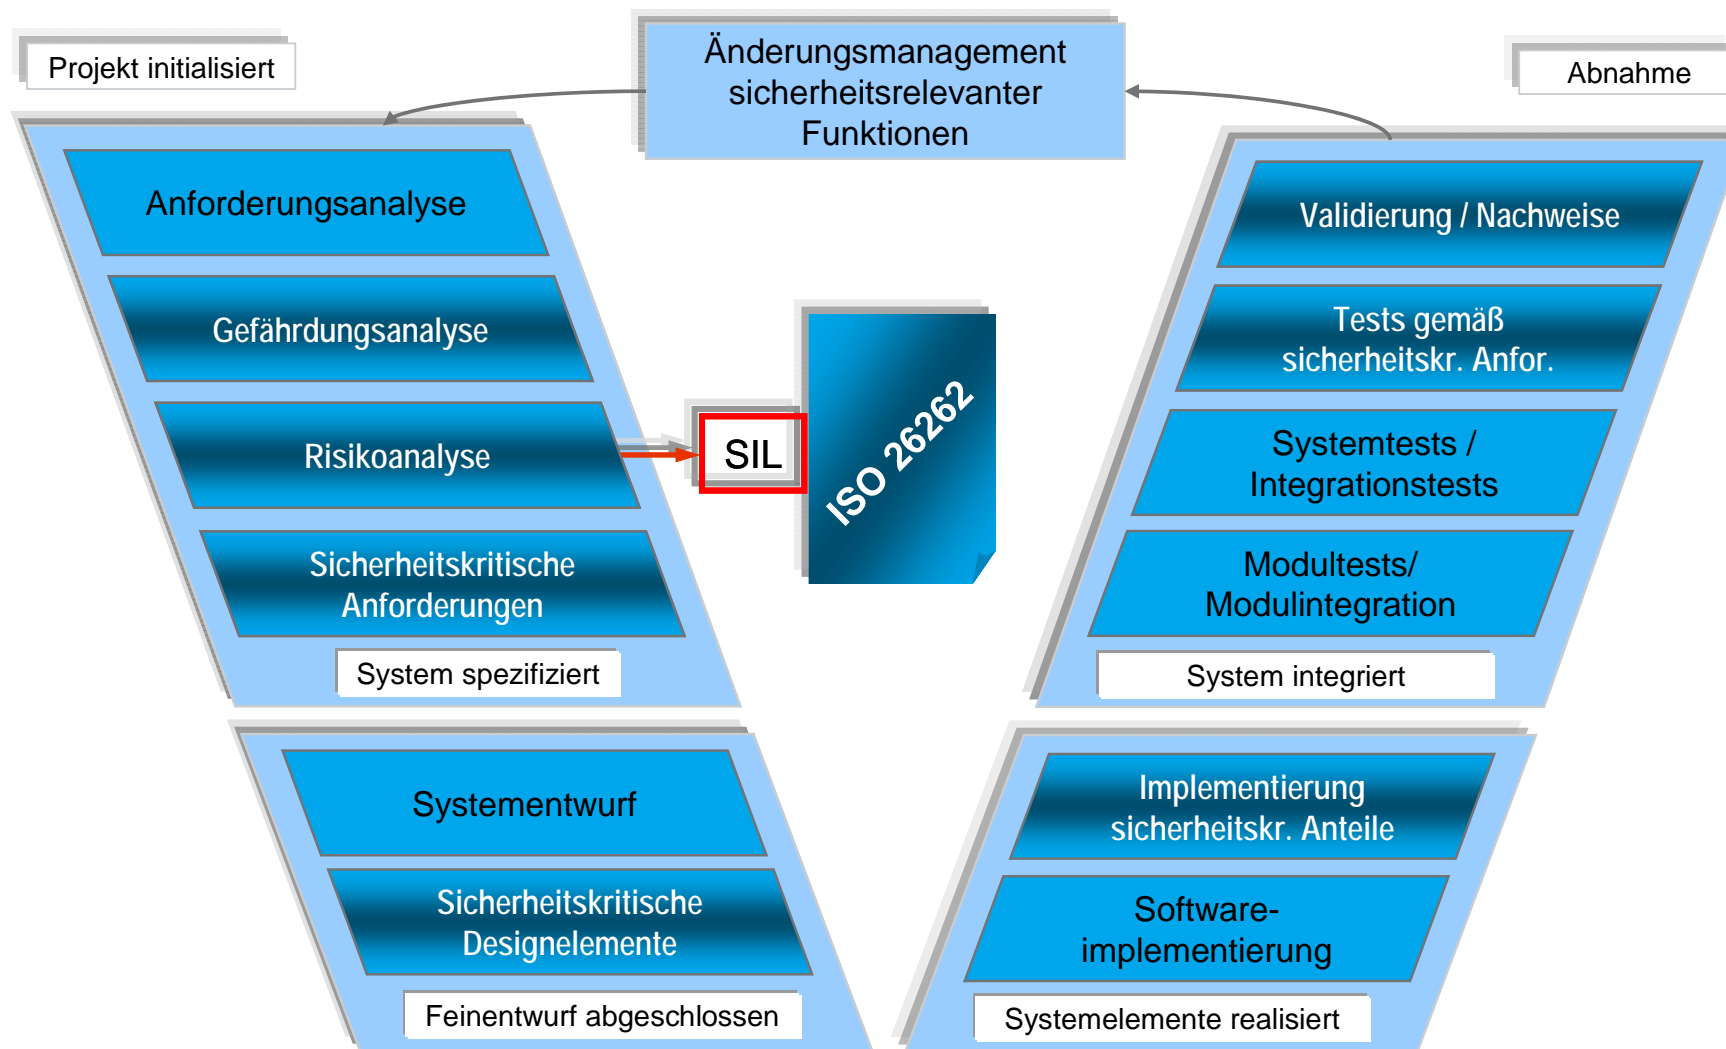 Projekt initialisiert
Änderungsmanagement
sicherheitsrelevanter
Funktionen
Abnahme
Anforderungsanalyse
Gefährdungsanalyse
Risikoanalyse
Sicherheitskritische
Anforderungen
System spezifiziert
SIL
ISO 26262
Validierung / Nachweise
Tests gemäß
sicherheitskr. Anfor.
Systemtests /
Integrationstests
Modultests/
Modulintegration
System integriert
Systementwurf
Sicherheitskritische
Designelemente
Feinentwurf abgeschlossen
Implementierung
sicherheitskr. Anteile
Software-
implementierung
Systemelemente realisiert